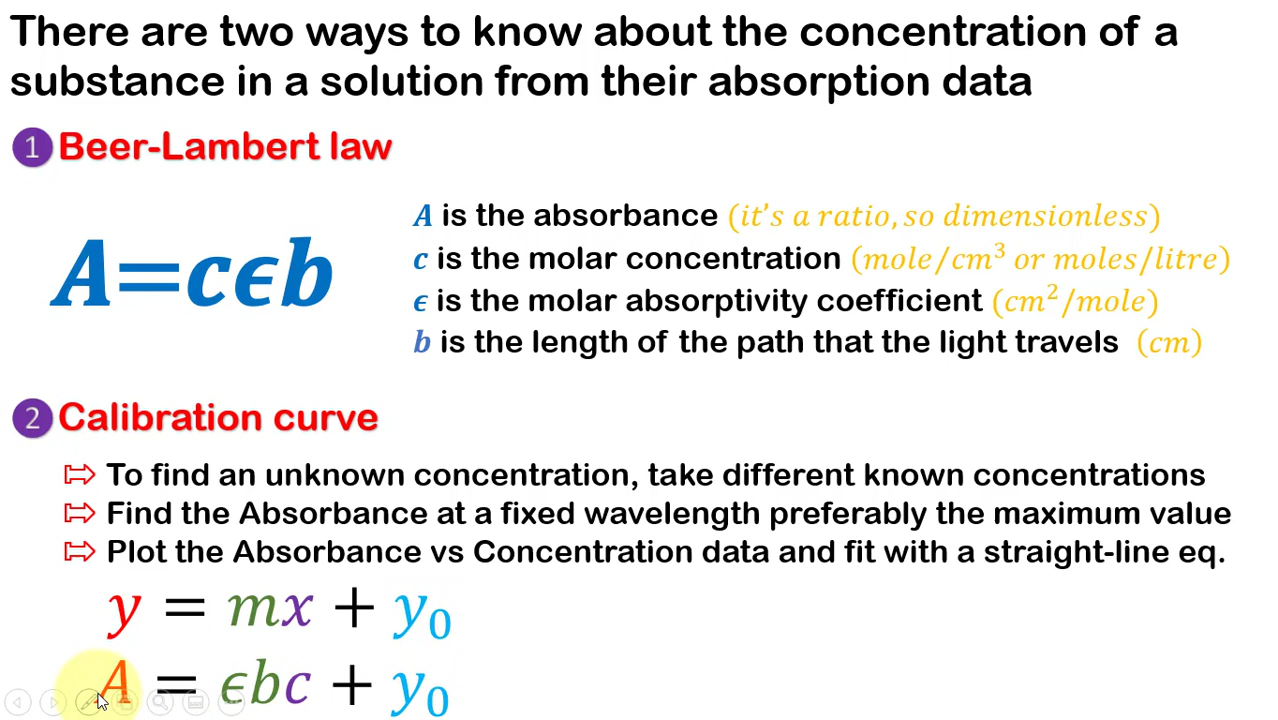 There are two ways to know about the concentration of a
substance in a solution from their absorption data
1 Beer-Lambert law
A=cϵb
A is the absorbance (it's a ratio, so dimensionless)
c is the molar concentration (mole/cm³ or moles/litre)
ϵ is the molar absorptivity coefficient (cm²/mole)
b is the length of the path that the light travels (cm)
2 Calibration curve
⇨ To find an unknown concentration, take different known concentrations
⇨ Find the Absorbance at a fixed wavelength preferably the maximum value
⇨ Plot the Absorbance vs Concentration data and fit with a straight-line eq.
y = mx + y₀
A = ϵbc + y₀